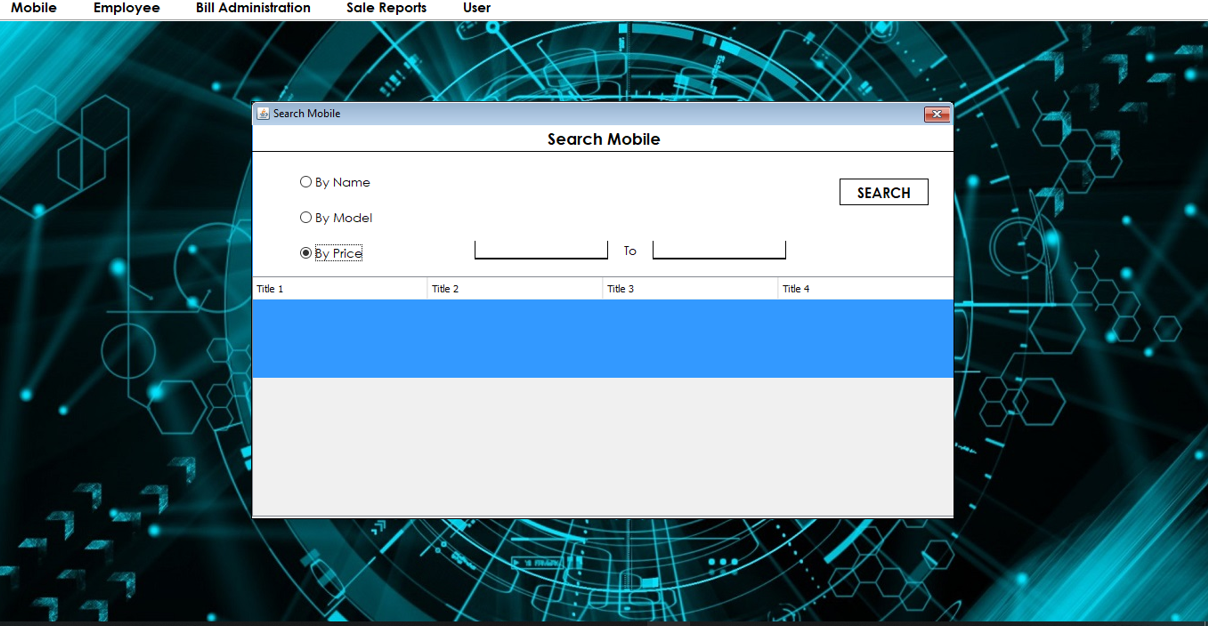 Mobile Employee Bill Administration Sale Reports User
Search Mobile
Search Mobile
By Name
SEARCH
By Model
By Price To
Title 1 Title 2 Title 3 Title 4